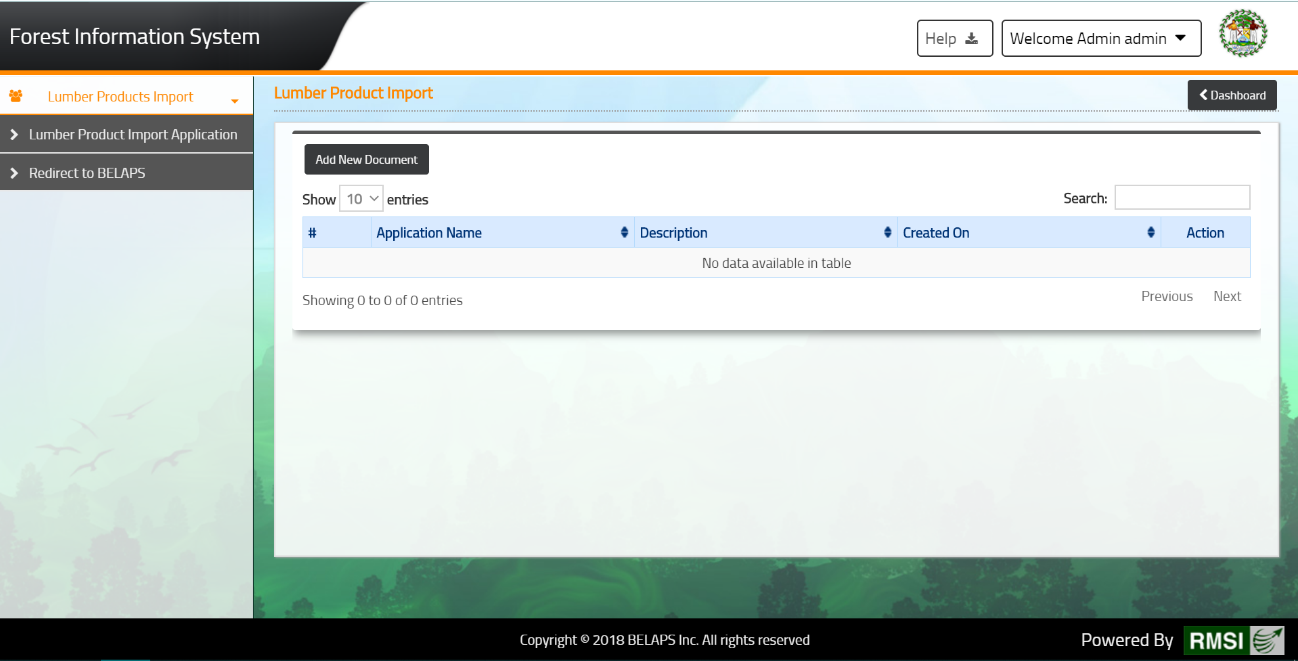 Forest Information System
Help
Welcome Admin admin
Lumber Products Import
Lumber Product Import Application
Redirect to BELAPS
Lumber Product Import
Dashboard
Add New Document
Show 10 entries
Search:
# Application Name Description Created On Action
No data available in table
Showing 0 to 0 of 0 entries
Previous Next
Copyright © 2018 BELAPS Inc. All rights reserved
Powered By RMSI